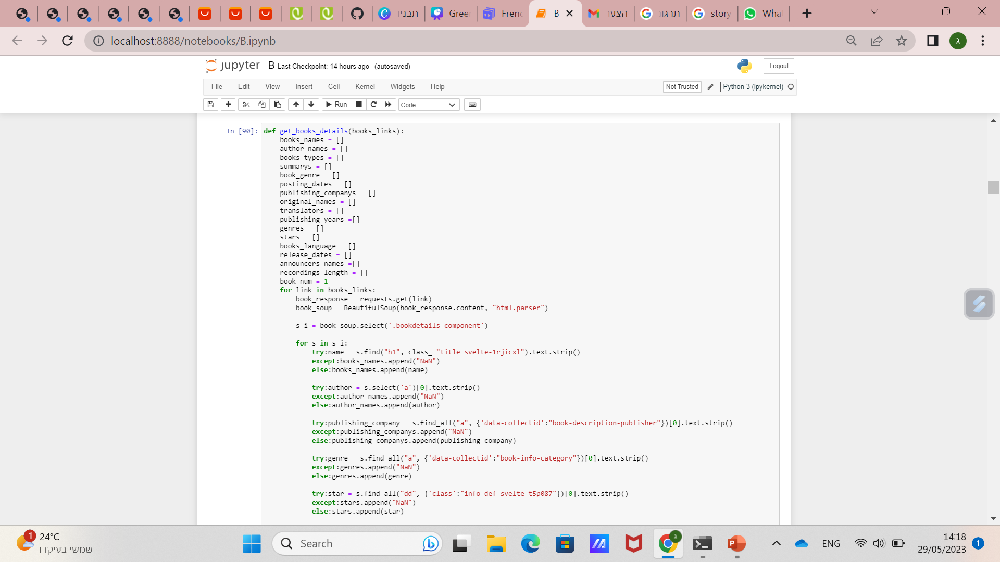 תבניו
Gree
Frenc
B
הצער
תרגונ
story
What
localhost:8888/notebooks/B.ipynb
jupyter B Last Checkpoint: 14 hours ago (autosaved)
Logout
File Edit View Insert Cell Kernel Widgets Help
Not Trusted
Python 3 (ipykernel)
Run
Code
In [90]:
def get_books_details(books_links):
    books_names = []
    author_names = []
    books_types = []
    summarys = []
    book_genre = []
    posting_dates = []
    publishing_companys = []
    original_names = []
    translators = []
    publishing_years =[]
    genres = []
    stars = []
    books_language = []
    release_dates = []
    announcers_names =[]
    recordings_length = []
    book_num = 1
    for link in books_links:
        book_response = requests.get(link)
        book_soup = BeautifulSoup(book_response.content, "html.parser")
        s_i = book_soup.select('.bookdetails-component')
        for s in s_i:
            try:name = s.find("h1", class_="title svelte-1rjicxl").text.strip()
            except:books_names.append("NaN")
            else:books_names.append(name)
            try:author = s.select('a')[0].text.strip()
            except:author_names.append("NaN")
            else:author_names.append(author)
            try:publishing_company = s.find_all("a", {'data-collectid':"book-description-publisher"})[0].text.strip()
            except:publishing_companys.append("NaN")
            else:publishing_companys.append(publishing_company)
            try:genre = s.find_all("a", {'data-collectid':"book-info-category"})[0].text.strip()
            except:genres.append("NaN")
            else:genres.append(genre)
            try:star = s.find_all("dd", {'class':"info-def svelte-t5p087"})[0].text.strip()
            except:stars.append("NaN")
            else:stars.append(star)
1
24°C
שמשי בעיקרו
Search
ENG
14:18
29/05/2023
1